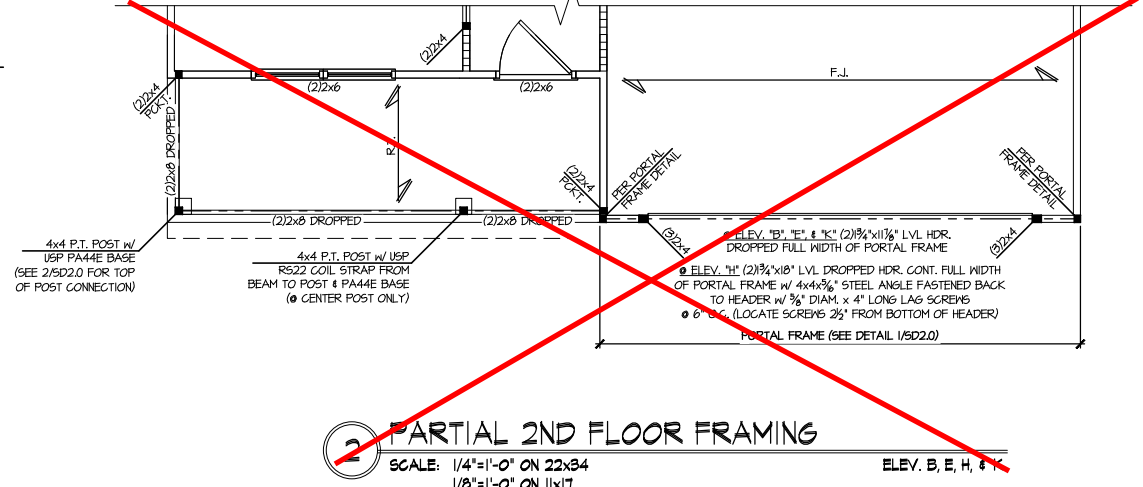 (2)2x4
(2)2x4
PCKT.
(2)2x6
(2)2x6
F.J.
(2)2x8 DROPPED
(2)2x4
PCKT.
PER PORTAL
FRAME DETAIL
PER PORTAL
FRAME DETAIL
(2)2x8 DROPPED
(2)2x8 DROPPED
(3)2x4
(3)2x4
4x4 P.T. POST W/
USP PA44E BASE
(SEE 2/SD2.0 FOR TOP
OF POST CONNECTION)
4x4 P.T. POST W/ USP
RS22 COIL STRAP FROM
BEAM TO POST & PA44E BASE
(@ CENTER POST ONLY)
@ ELEV. "B", "E", & "K" (2)1¾"x11⅞" LVL HDR.
DROPPED FULL WIDTH OF PORTAL FRAME
@ ELEV. "H" (2)1¾"x18" LVL DROPPED HDR. CONT. FULL WIDTH
OF PORTAL FRAME W/ 4x4x5/16" STEEL ANGLE FASTENED BACK
TO HEADER W/ ⅝" DIAM. x 4" LONG LAG SCREWS
@ 6" O.C. (LOCATE SCREWS 2½" FROM BOTTOM OF HEADER)
PORTAL FRAME (SEE DETAIL 1/SD2.0)
2
PARTIAL 2ND FLOOR FRAMING
SCALE: 1/4"=1'-0" ON 22x34
ELEV. B, E, H, & K
1/8"=1'-0" ON 11x17